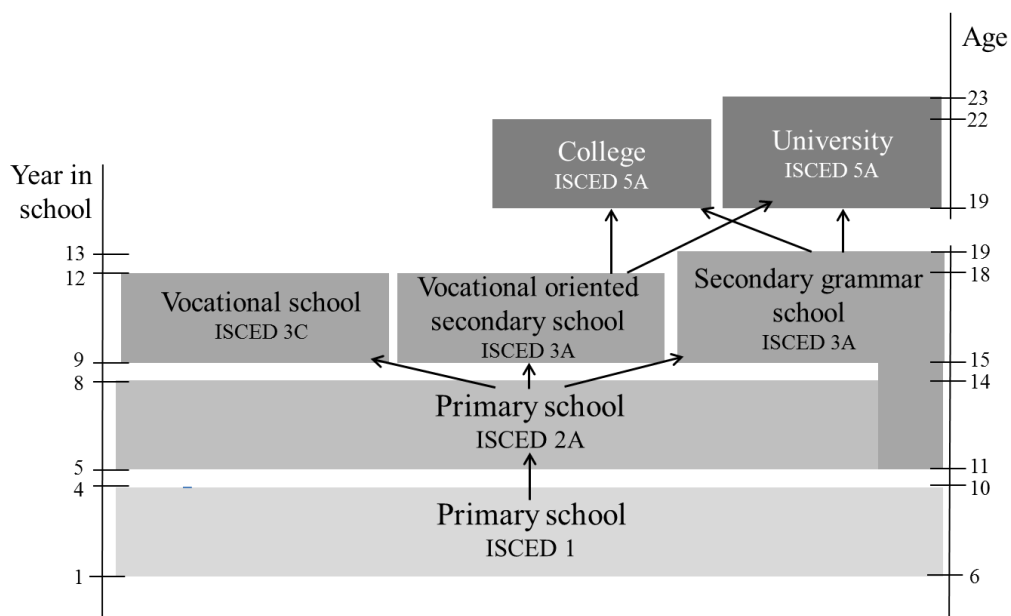 Age
23
22
University
ISCED 5A
College
ISCED 5A
19
Year in
school
13
12
19
18
Vocational school
ISCED 3C
Vocational oriented
secondary school
ISCED 3A
Secondary grammar
school
ISCED 3A
9
15
8
14
Primary school
ISCED 2A
5
11
4
10
Primary school
ISCED 1
1
6